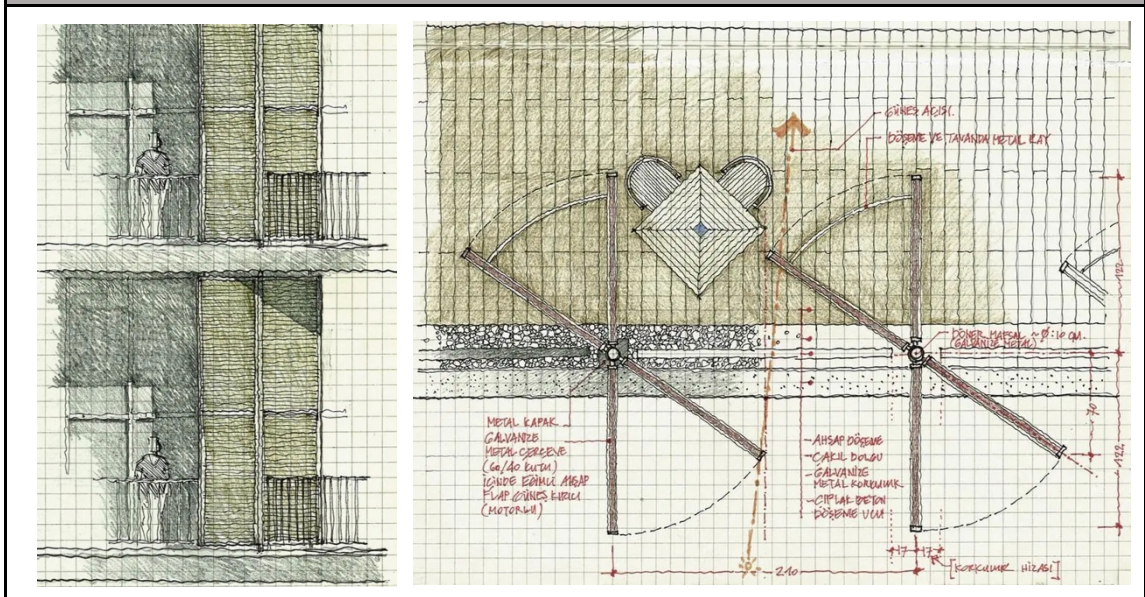 GÜNEŞ AÇISI.
DÖŞEME VE TAVANDA METAL RAY
122
DÖNER MAFSAL ~Ø:10 CM.
(GALVANİZE METAL)
METAL KAPAK
GALVANİZE
METAL ÇERÇEVE
(60/40 KUTU)
İÇİNDE EĞİMLİ AHŞAP
FLAP GÜNEŞ KIRICI
(MOTORLU)
- AHŞAP DÖŞEME
- ÇAKIL DOLGU
- GALVANİZE
METAL KORKULUK
- ÇIPLAK BETON
DÖŞEME UCU
70
122
17
17
210
[KORKULUK HİZASI]